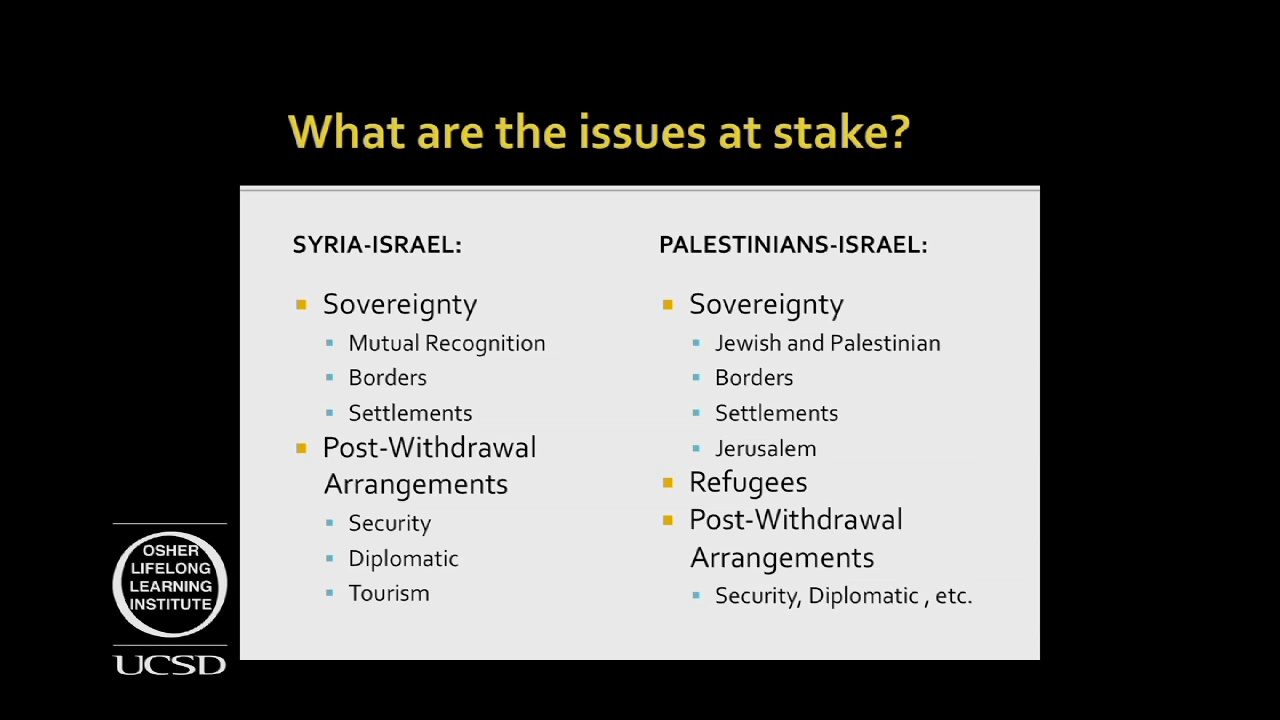 What are the issues at stake?
SYRIA-ISRAEL:
Sovereignty
Mutual Recognition
Borders
Settlements
Post-Withdrawal
Arrangements
Security
Diplomatic
Tourism
PALESTINIANS-ISRAEL:
Sovereignty
Jewish and Palestinian
Borders
Settlements
Jerusalem
Refugees
Post-Withdrawal
Arrangements
Security, Diplomatic , etc.
OSHER
LIFELONG
LEARNING
INSTITUTE
UCSD